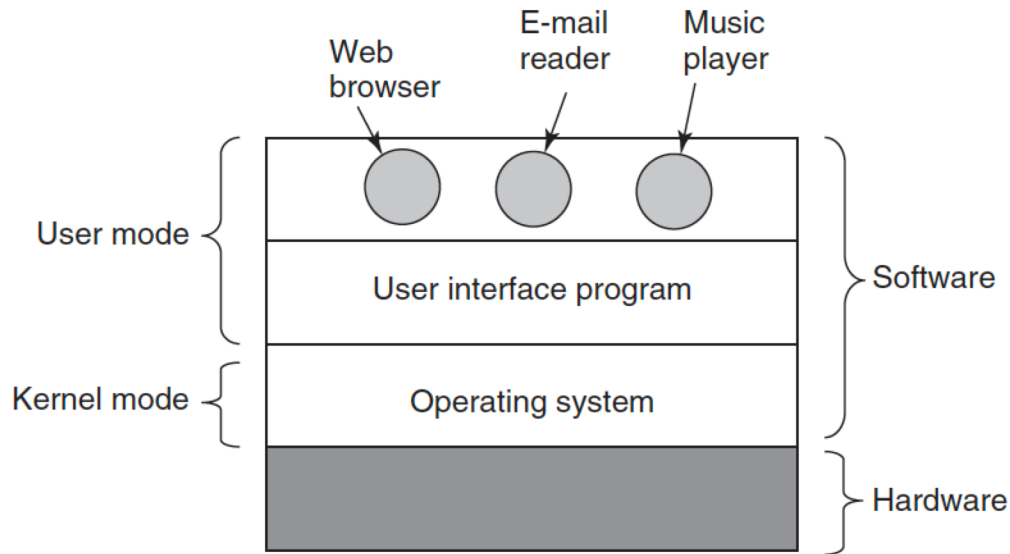 Web
browser
E-mail
reader
Music
player
User mode
User interface program
Software
Kernel mode
Operating system
Hardware